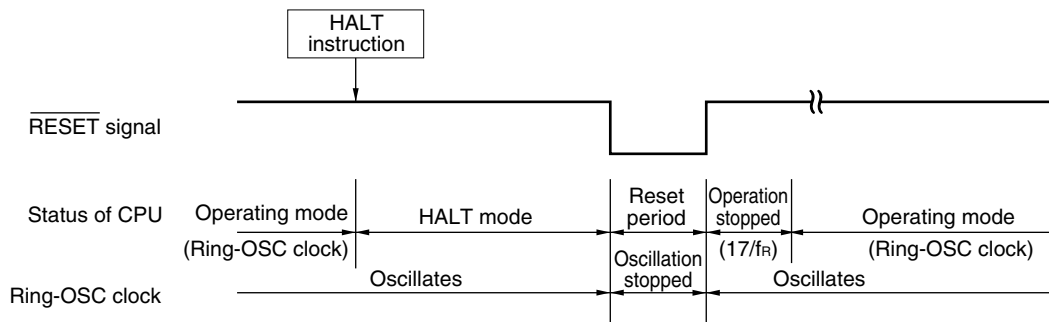 HALT
instruction
RESET signal
Status of CPU
Operating mode
(Ring-OSC clock)
HALT mode
Reset
period
Operation
stopped
(17/fR)
Operating mode
(Ring-OSC clock)
Ring-OSC clock
Oscillates
Oscillation
stopped
Oscillates